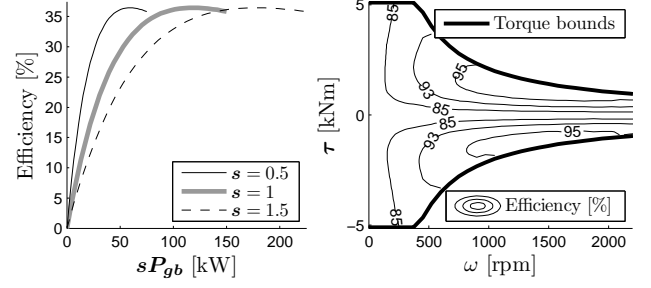 Efficiency [%]
35
30
25
20
15
10
5
0
0 50 100 150 200
sP_gb [kW]
s = 0.5
s = 1
s = 1.5
τ [kNm]
5
0
−5
0 500 1000 1500 2000
ω [rpm]
Torque bounds
Efficiency [%]
85
95
93
85
85
93
95
85